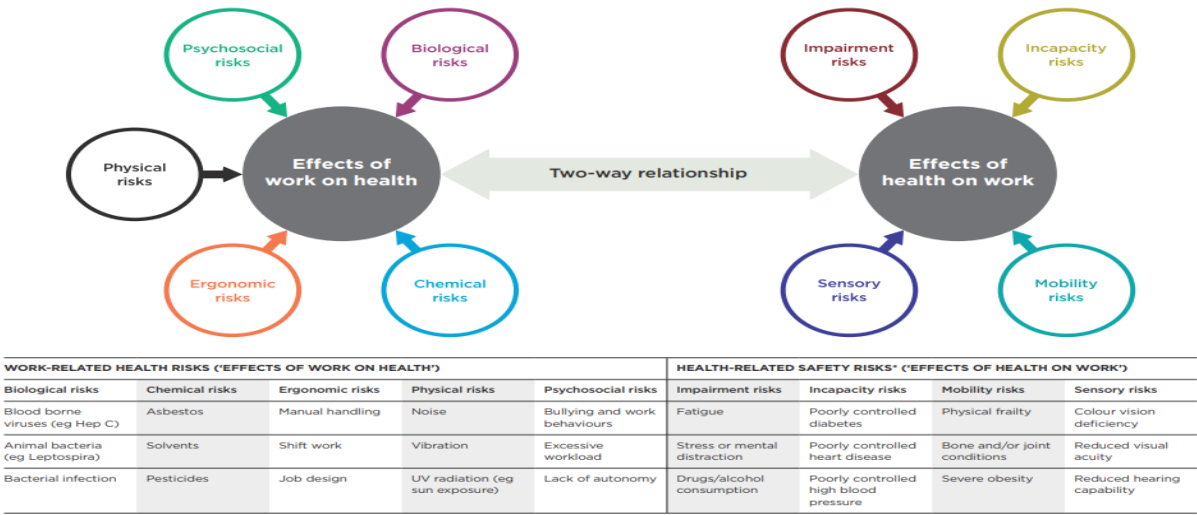 Psychosocial
risks
Biological
risks
Impairment
risks
Incapacity
risks
Physical
risks
Effects of
work on health
Two-way relationship
Effects of
health on work
Ergonomic
risks
Chemical
risks
Sensory
risks
Mobility
risks
WORK-RELATED HEALTH RISKS (‘EFFECTS OF WORK ON HEALTH’)
HEALTH-RELATED SAFETY RISKS* (‘EFFECTS OF HEALTH ON WORK’)
Biological risks
Chemical risks
Ergonomic risks
Physical risks
Psychosocial risks
Impairment risks
Incapacity risks
Mobility risks
Sensory risks
Blood borne
viruses (eg Hep C)
Asbestos
Manual handling
Noise
Bullying and work
behaviours
Fatigue
Poorly controlled
diabetes
Physical frailty
Colour vision
deficiency
Animal bacteria
(eg Leptospira)
Solvents
Shift work
Vibration
Excessive
workload
Stress or mental
distraction
Poorly controlled
heart disease
Bone and/or joint
conditions
Reduced visual
acuity
Bacterial infection
Pesticides
Job design
UV radiation (eg
sun exposure)
Lack of autonomy
Drugs/alcohol
consumption
Poorly controlled
high blood
pressure
Severe obesity
Reduced hearing
capability